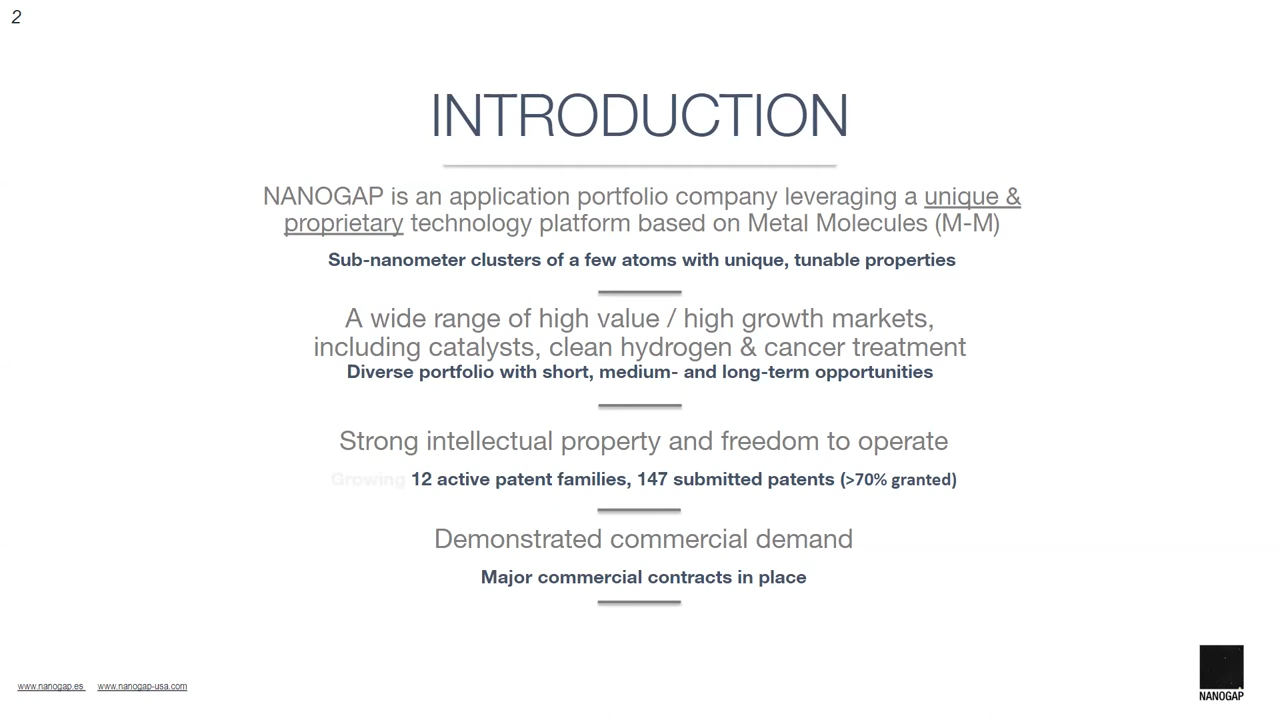 2
INTRODUCTION
NANOGAP is an application portfolio company leveraging a unique &
proprietary technology platform based on Metal Molecules (M-M)
Sub-nanometer clusters of a few atoms with unique, tunable properties
A wide range of high value / high growth markets,
including catalysts, clean hydrogen & cancer treatment
Diverse portfolio with short, medium- and long-term opportunities
Strong intellectual property and freedom to operate
Growing 12 active patent families, 147 submitted patents (>70% granted)
Demonstrated commercial demand
Major commercial contracts in place
www.nanogap.es www.nanogap-usa.com
NANOGAP